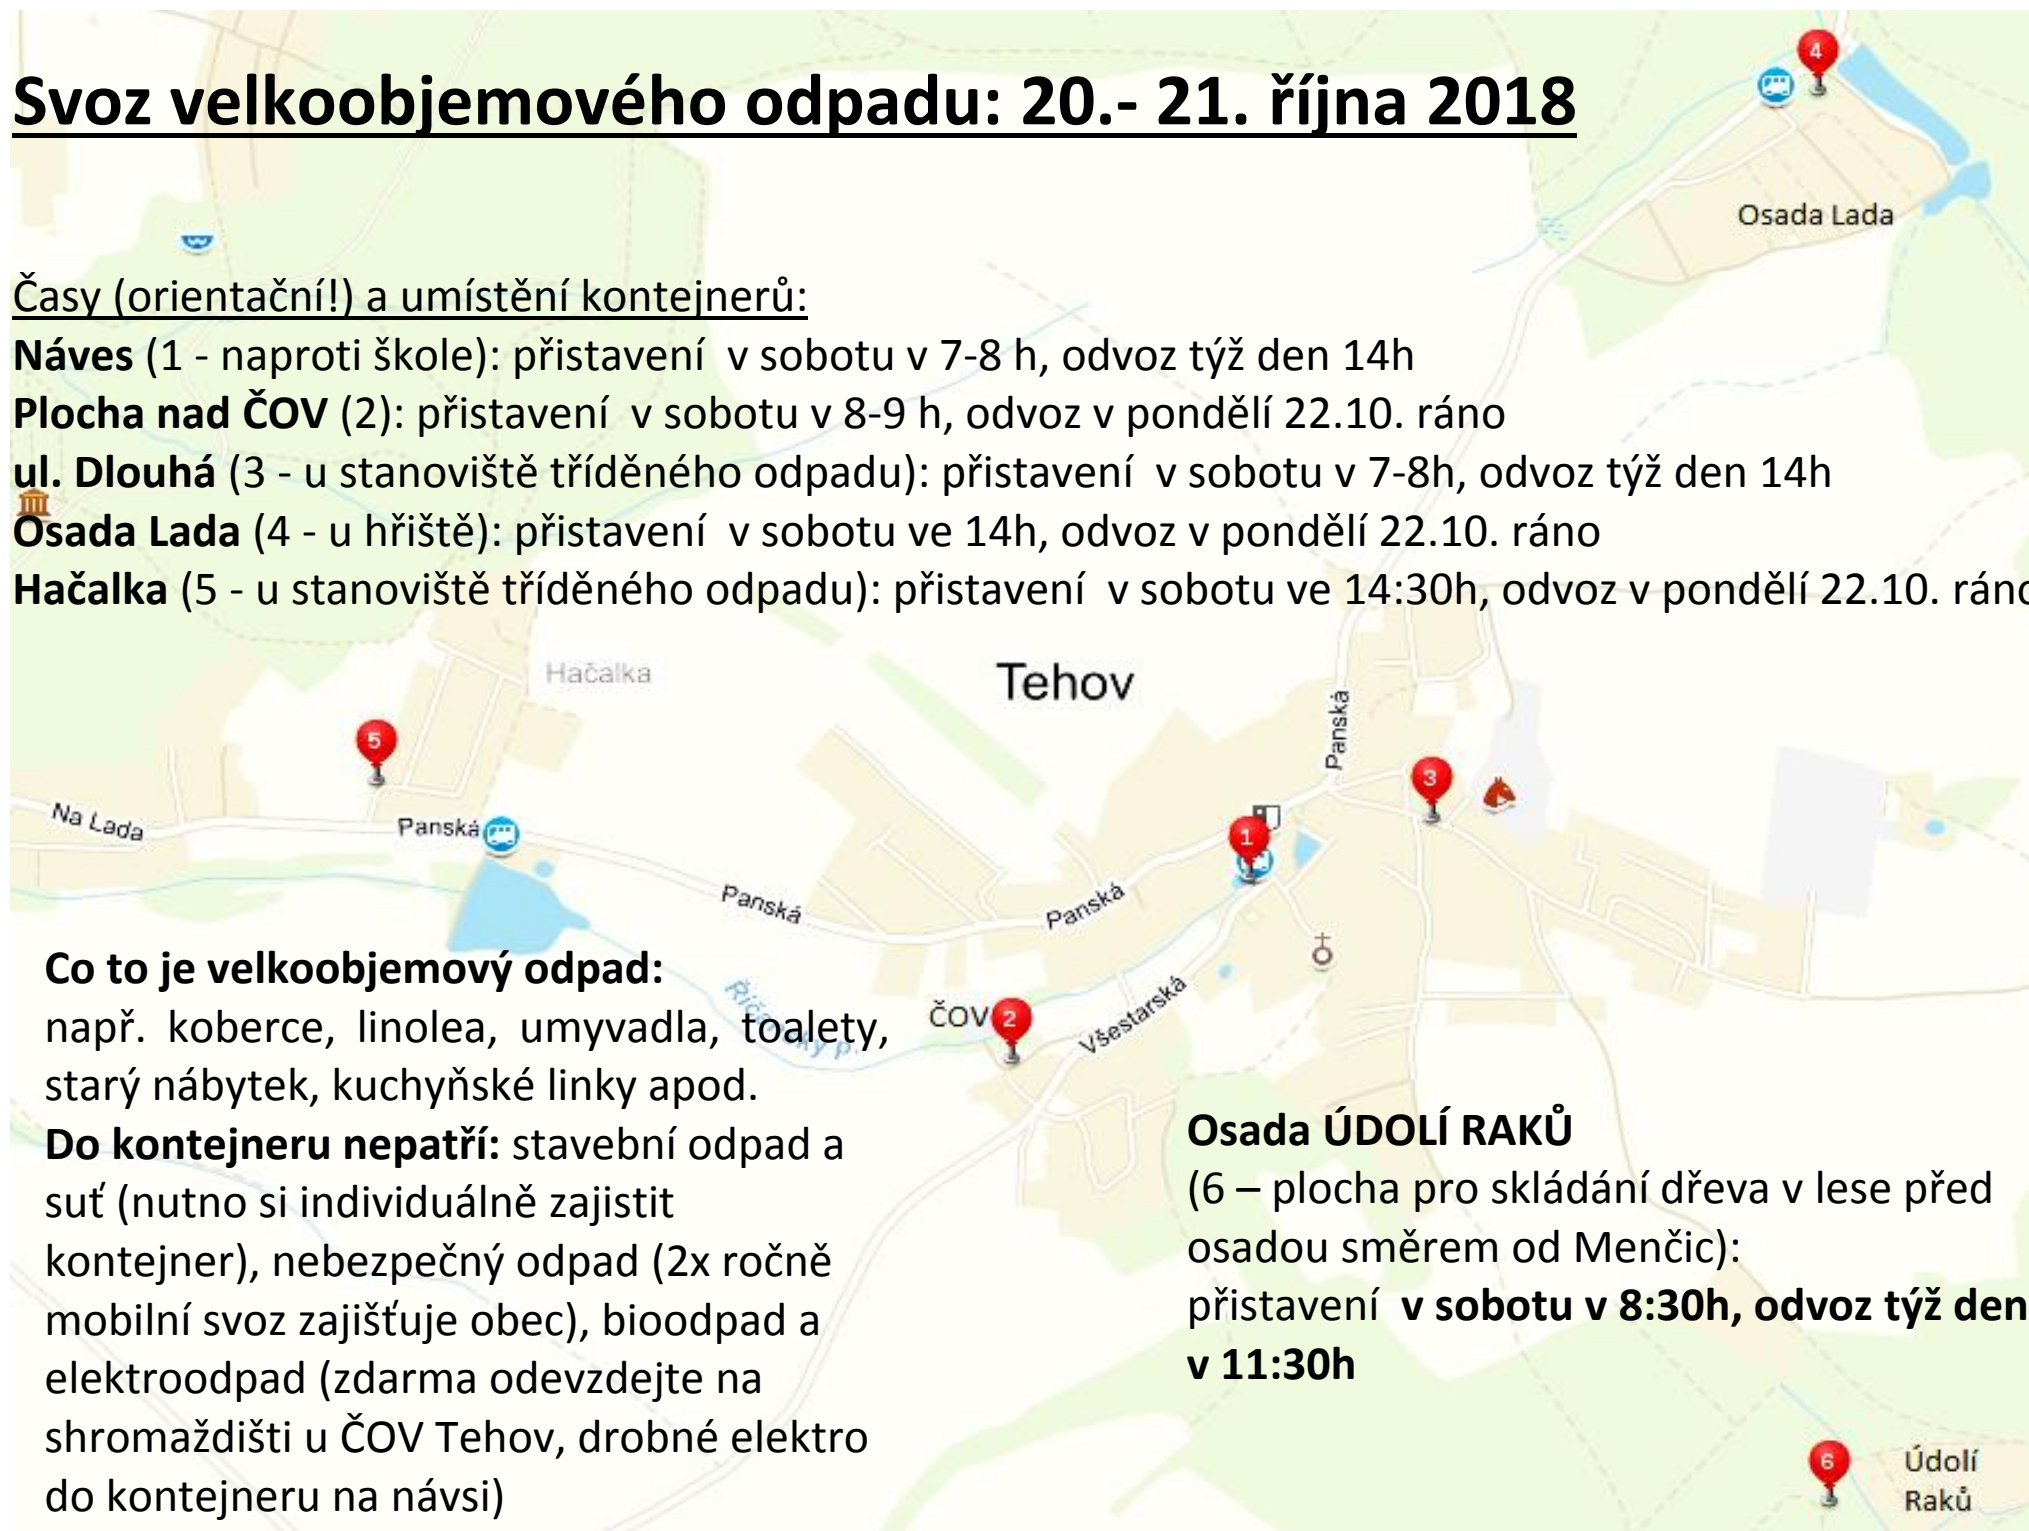 Svoz velkoobjemového odpadu: 20.- 21. října 2018
Osada Lada
Časy (orientační!) a umístění kontejnerů:
Náves (1 - naproti škole): přistavení v sobotu v 7-8 h, odvoz týž den 14h
Plocha nad ČOV (2): přistavení v sobotu v 8-9 h, odvoz v pondělí 22.10. ráno
ul. Dlouhá (3 - u stanoviště tříděného odpadu): přistavení v sobotu v 7-8h, odvoz týž den 14h
Osada Lada (4 - u hřiště): přistavení v sobotu ve 14h, odvoz v pondělí 22.10. ráno
Hačalka (5 - u stanoviště tříděného odpadu): přistavení v sobotu ve 14:30h, odvoz v pondělí 22.10. ráno
Hačalka
Tehov
Panská
Na Lada
Panská
Panská
Panská
Všestarská
ČOV
Říčanský p.
4
5
3
1
2
6
Co to je velkoobjemový odpad:
např. koberce, linolea, umyvadla, toalety,
starý nábytek, kuchyňské linky apod.
Do kontejneru nepatří: stavební odpad a
suť (nutno si individuálně zajistit
kontejner), nebezpečný odpad (2x ročně
mobilní svoz zajišťuje obec), bioodpad a
elektroodpad (zdarma odevzdejte na
shromaždišti u ČOV Tehov, drobné elektro
do kontejneru na návsi)
Osada ÚDOLÍ RAKŮ
(6 – plocha pro skládání dřeva v lese před
osadou směrem od Menčic):
přistavení v sobotu v 8:30h, odvoz týž den
v 11:30h
Údolí
Raků